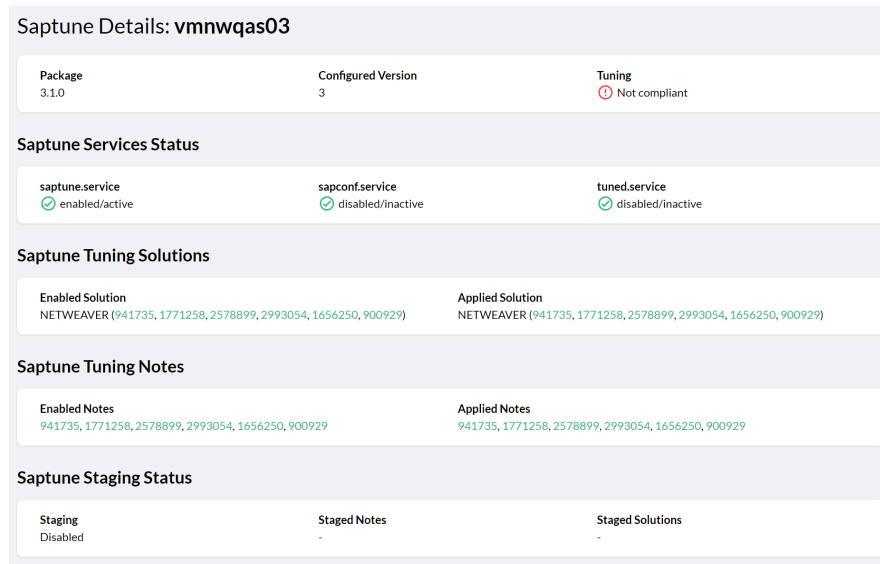 Saptune Details: vmnwqas03
Package
3.1.0
Configured Version
3
Tuning
Not compliant
Saptune Services Status
saptune.service
enabled/active
sapconf.service
disabled/inactive
tuned.service
disabled/inactive
Saptune Tuning Solutions
Enabled Solution
NETWEAVER (941735, 1771258, 2578899, 2993054, 1656250, 900929)
Applied Solution
NETWEAVER (941735, 1771258, 2578899, 2993054, 1656250, 900929)
Saptune Tuning Notes
Enabled Notes
941735, 1771258, 2578899, 2993054, 1656250, 900929
Applied Notes
941735, 1771258, 2578899, 2993054, 1656250, 900929
Saptune Staging Status
Staging
Disabled
Staged Notes
-
Staged Solutions
-